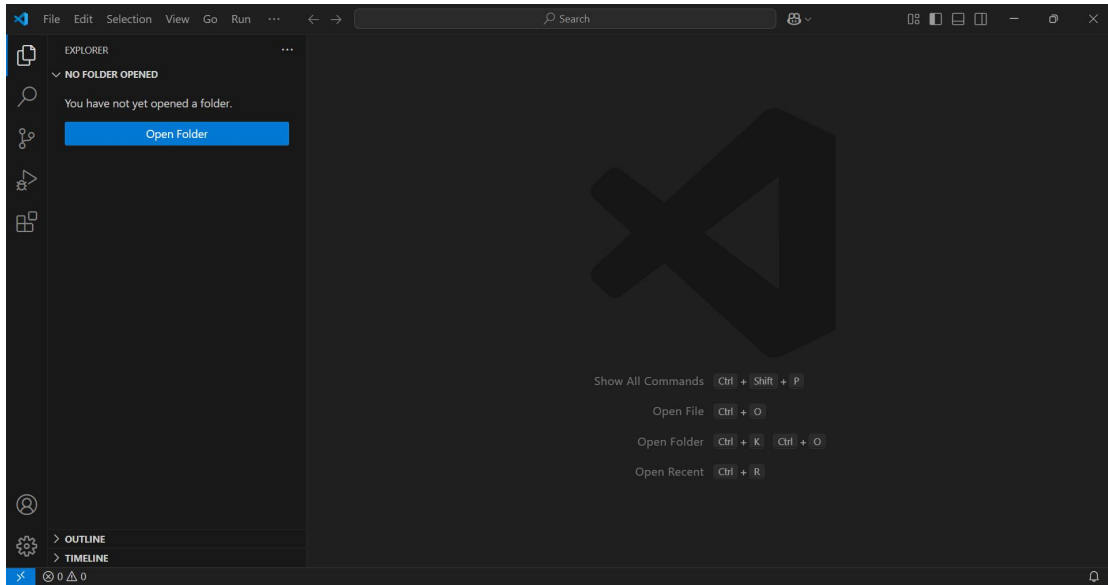 File Edit Selection View Go Run ··· Search
EXPLORER ···
NO FOLDER OPENED
You have not yet opened a folder.
Open Folder
Show All Commands Ctrl + Shift + P
Open File Ctrl + O
Open Folder Ctrl + K Ctrl + O
Open Recent Ctrl + R
OUTLINE
TIMELINE
0 0